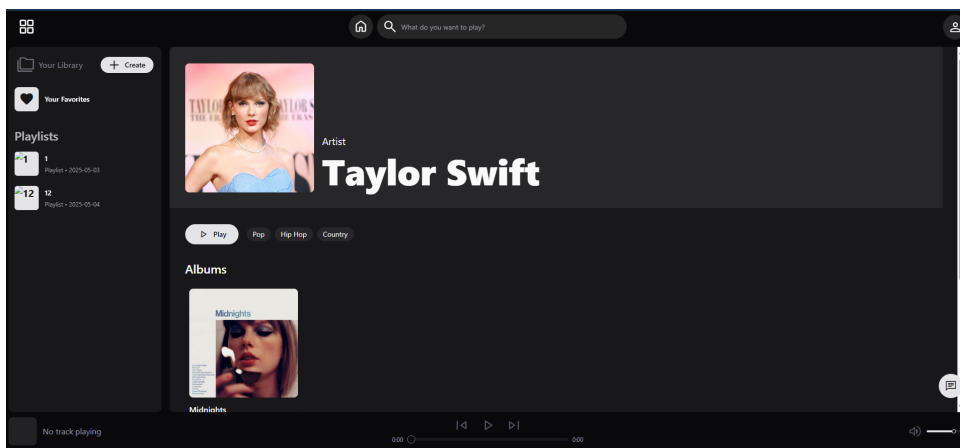 What do you want to play?
Your Library
Create
Your Favorites
Playlists
1
1
Playlist • 2025-05-03
12
12
Playlist • 2025-05-04
TAYLOR
Artist
Taylor Swift
Play
Pop
Hip Hop
Country
Albums
Midnights
Midnights
No track playing
0:00
0:00